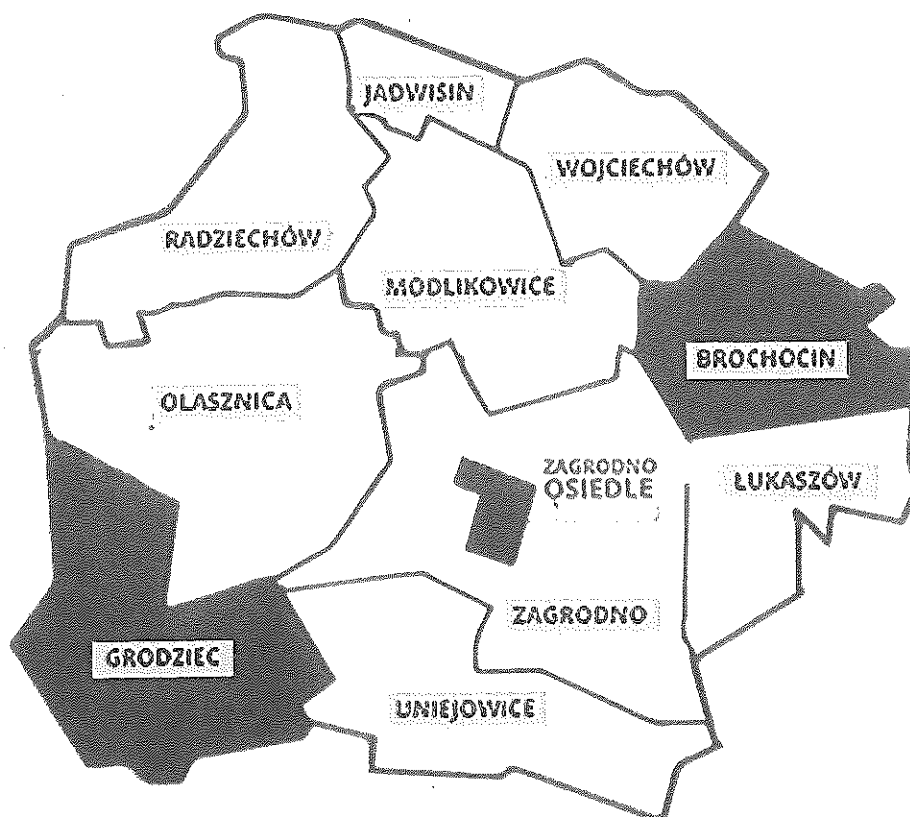 JADWISIN
WOJCIECHÓW
RADZIECHÓW
MODLIKOWICE
BROCHOCIN
OLASZNICA
ZAGRODNO
OSIEDLE
ŁUKASZÓW
ZAGRODNO
GRODZIEC
UNIEJOWICE